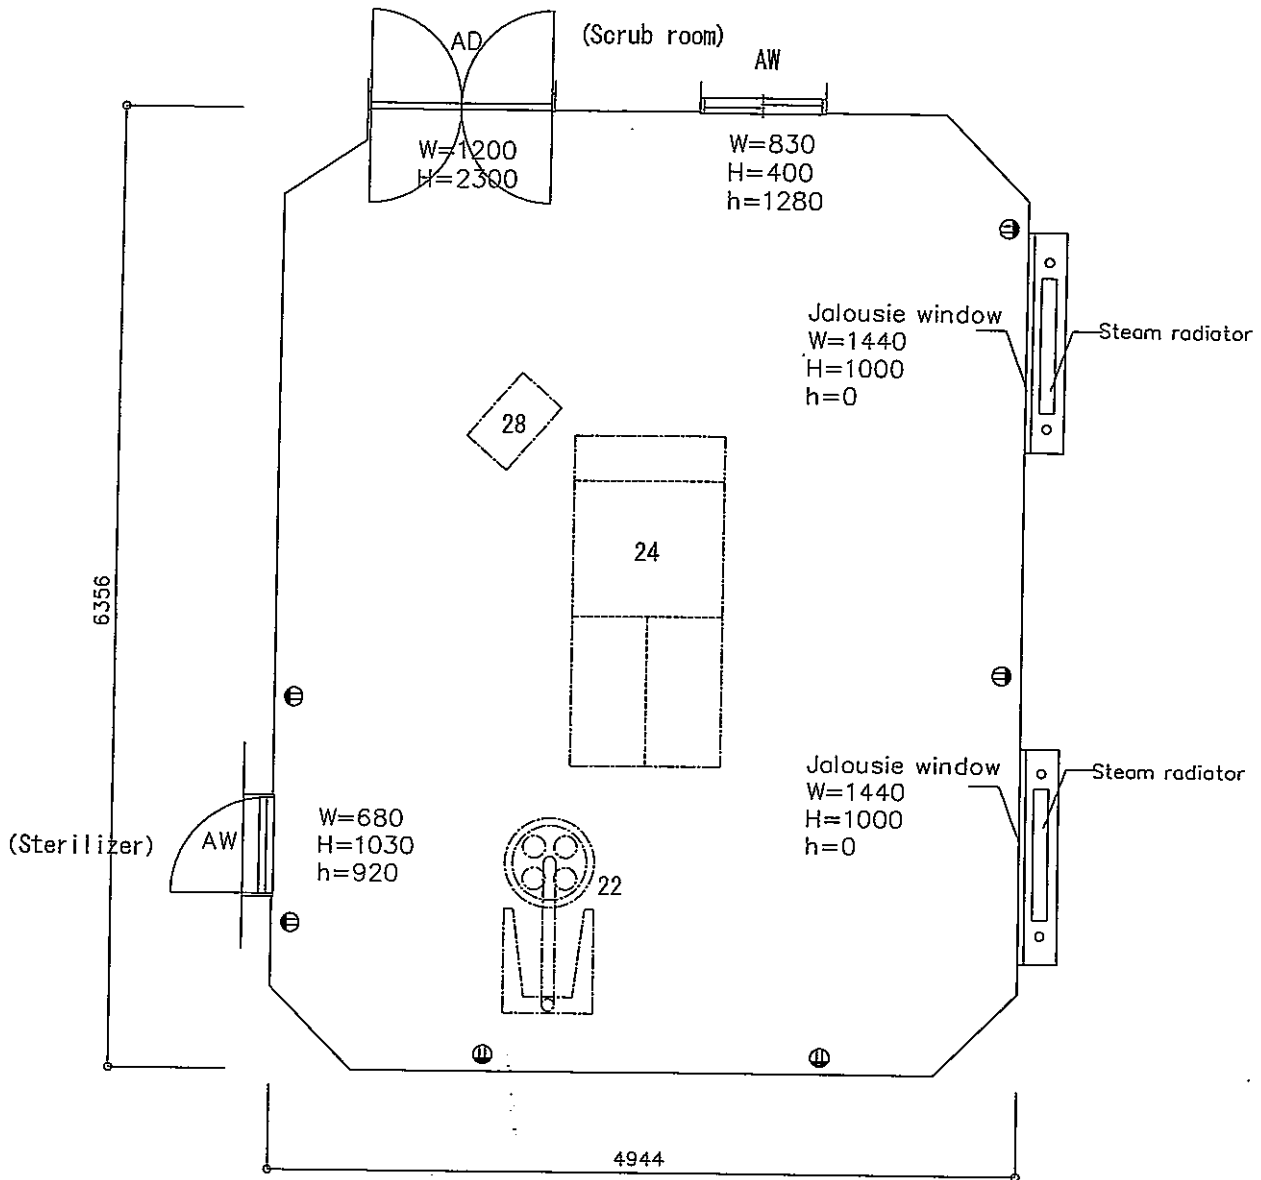 AD
(Scrub room)
AW
W=1200
H=2300
W=830
H=400
h=1280
Jalousie window
W=1440
H=1000
h=0
Steam radiator
28
24
6356
Jalousie window
W=1440
H=1000
h=0
Steam radiator
(Sterilizer)
AW
W=680
H=1030
h=920
22
4944